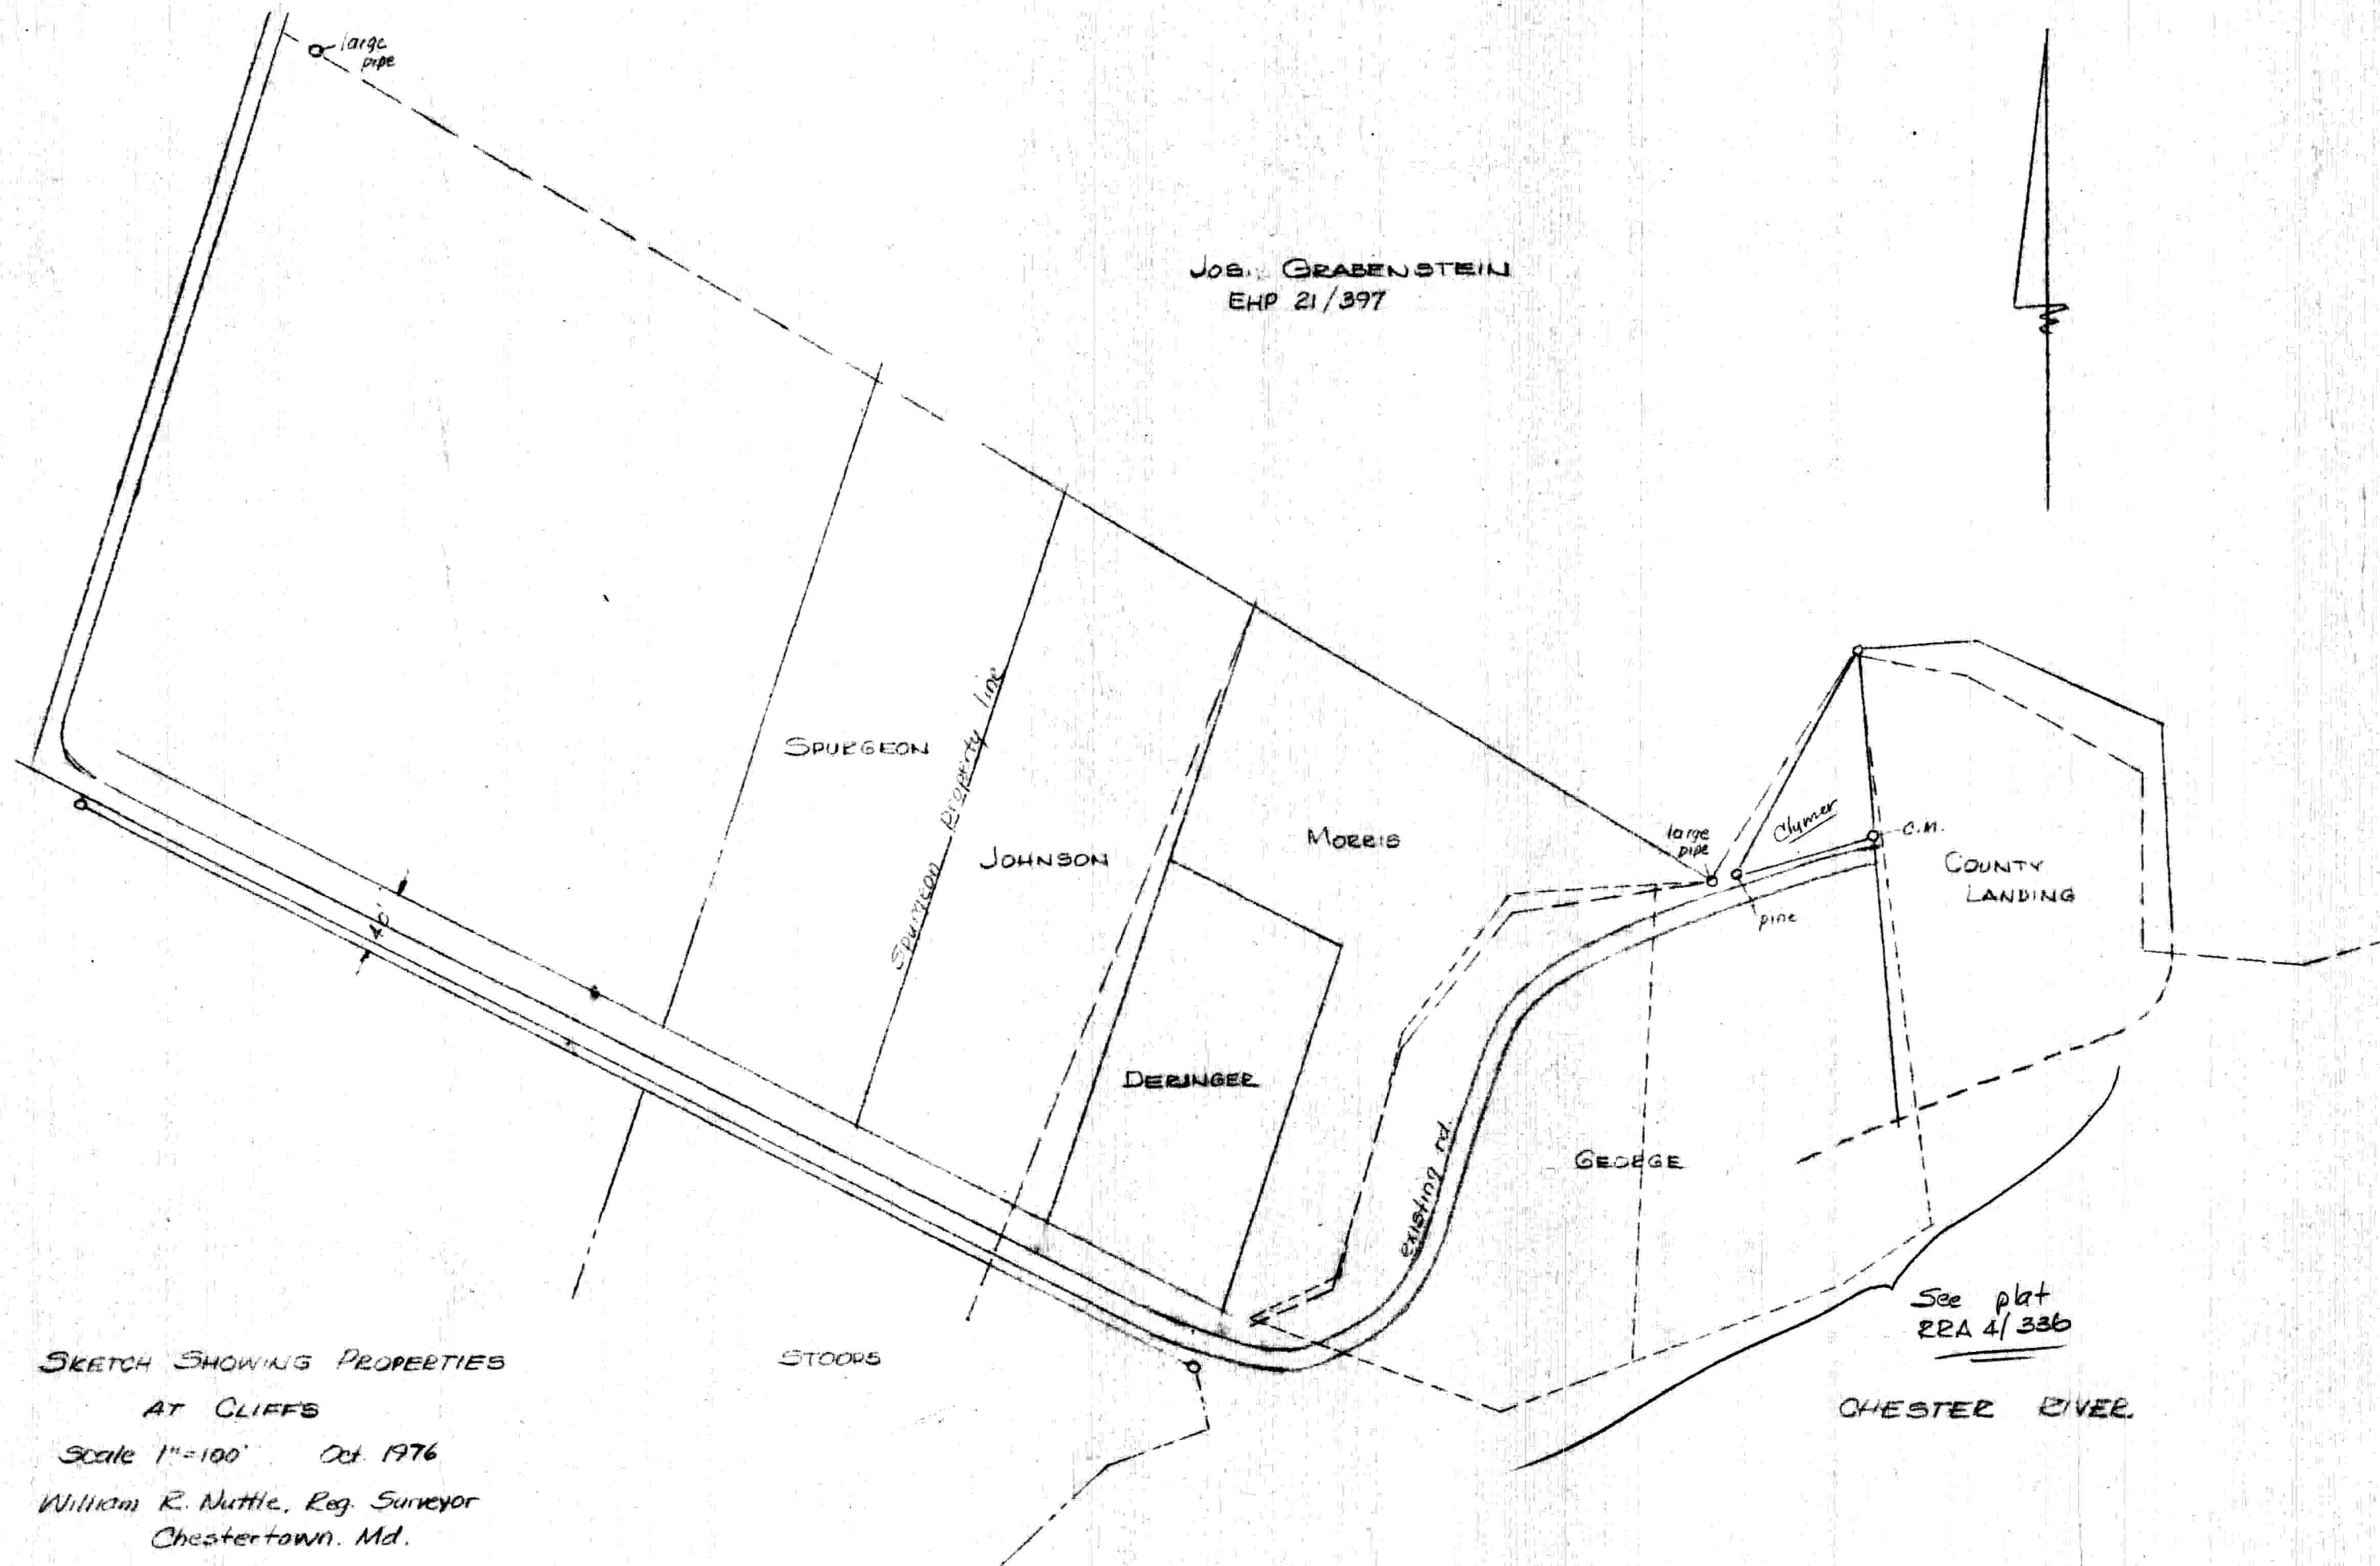 large
pipe
JOS. GRABENSTEIN
EHP 21/397
SPURGEON
Spurgeon Property line
JOHNSON
MORRIS
large
pipe
Clymer
C.M.
COUNTY
LANDING
pine
40'
DERINGER
existing rd.
GEORGE
See plat
RRA 4/336
STOOPS
CHESTER RIVER
SKETCH SHOWING PROPERTIES
AT CLIFFS
Scale 1"=100' Oct. 1976
William R. Nuttle, Reg. Surveyor
Chestertown. Md.